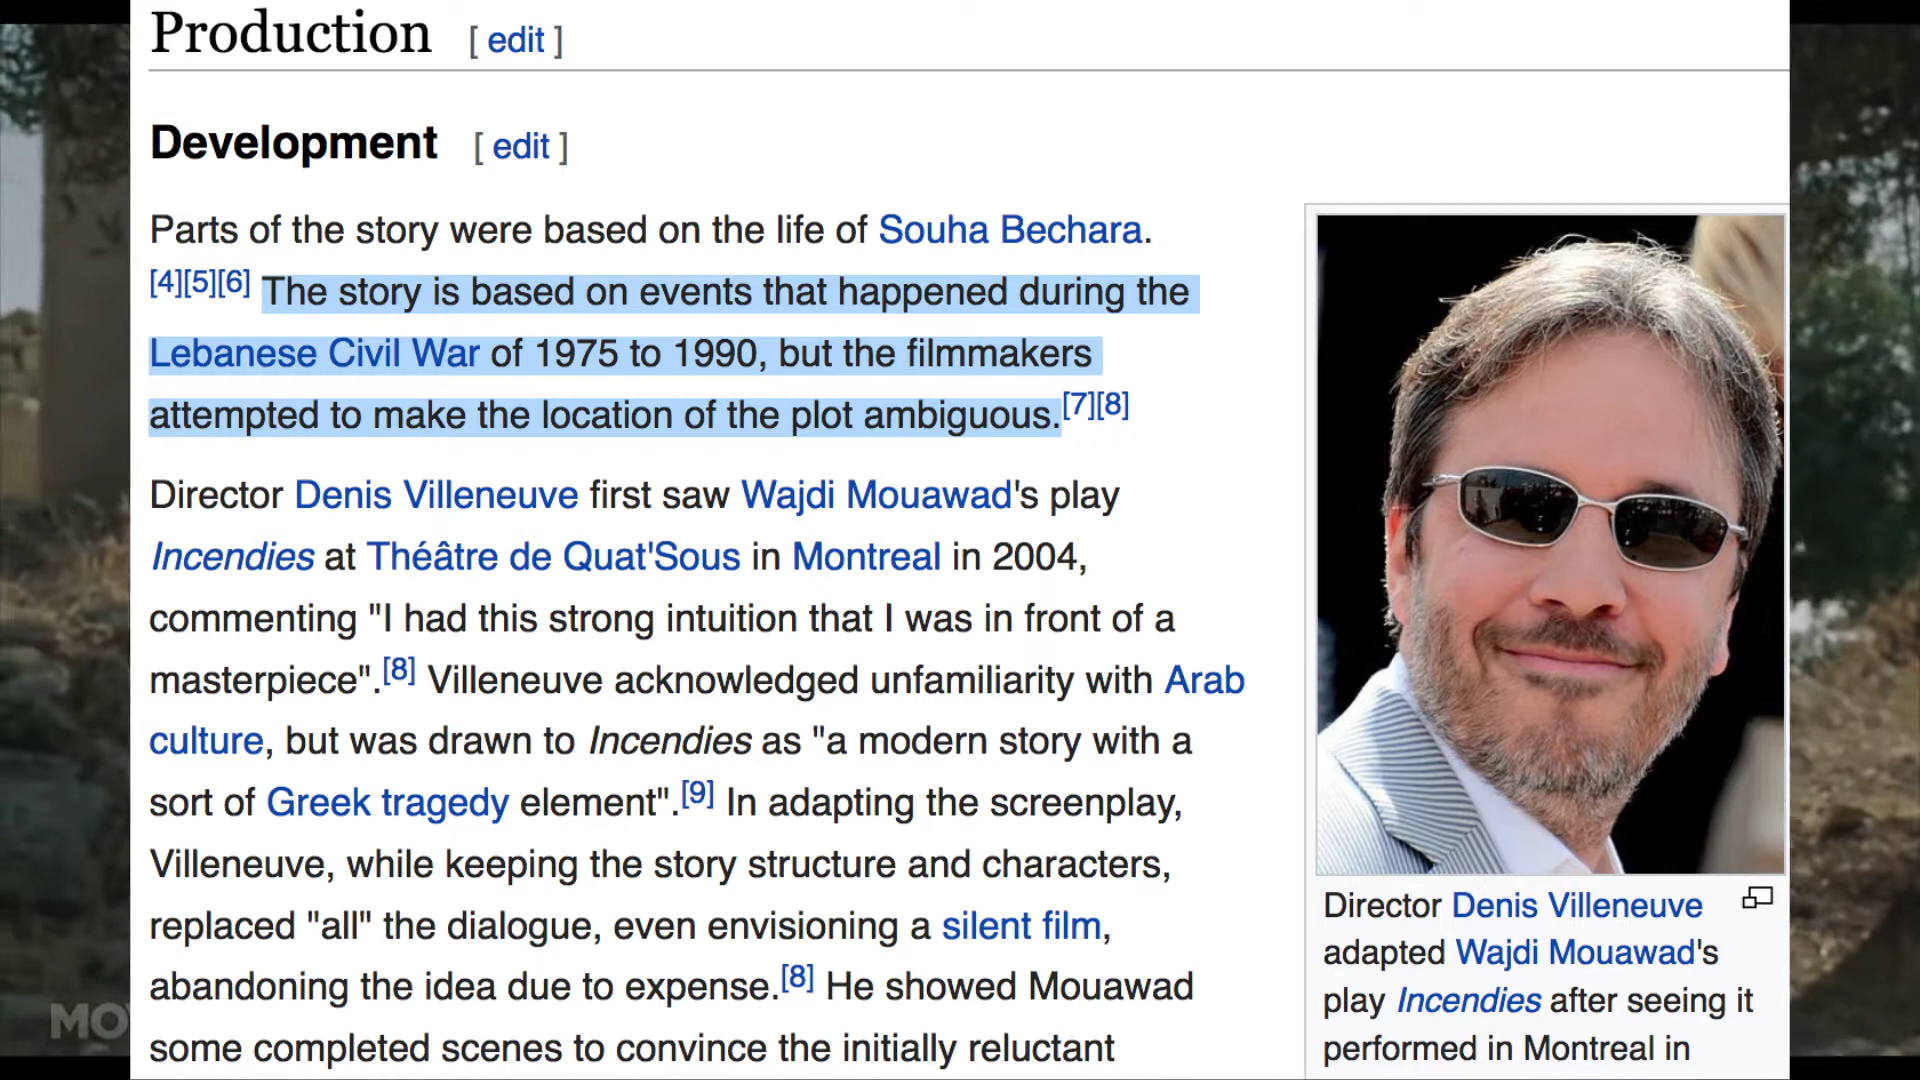 Production [ edit ]
Development [ edit ]
Parts of the story were based on the life of Souha Bechara.
[4][5][6] The story is based on events that happened during the
Lebanese Civil War of 1975 to 1990, but the filmmakers
attempted to make the location of the plot ambiguous.[7][8]
Director Denis Villeneuve first saw Wajdi Mouawad's play
Incendies at Théâtre de Quat'Sous in Montreal in 2004,
commenting "I had this strong intuition that I was in front of a
masterpiece".[8] Villeneuve acknowledged unfamiliarity with Arab
culture, but was drawn to Incendies as "a modern story with a
sort of Greek tragedy element".[9] In adapting the screenplay,
Villeneuve, while keeping the story structure and characters,
replaced "all" the dialogue, even envisioning a silent film,
abandoning the idea due to expense.[8] He showed Mouawad
some completed scenes to convince the initially reluctant
Director Denis Villeneuve
adapted Wajdi Mouawad's
play Incendies after seeing it
performed in Montreal in